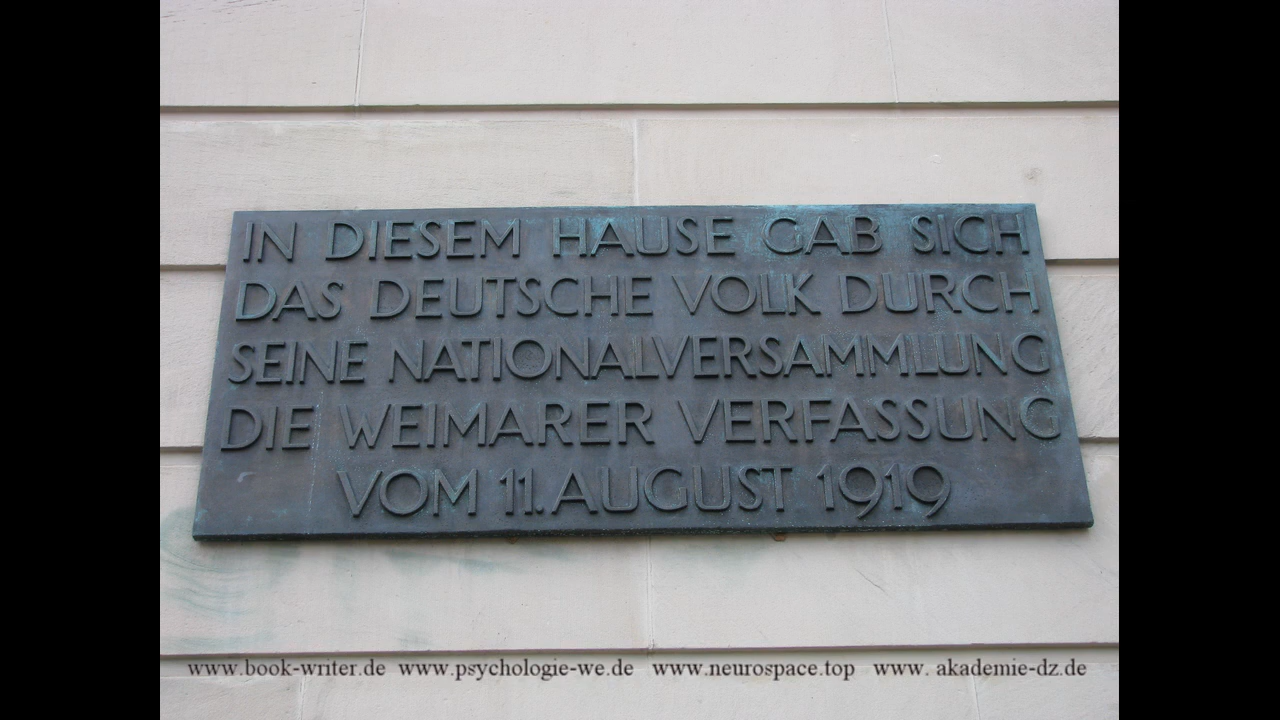 IN DIESEM HAUSE GAB SICH
DAS DEUTSCHE VOLK DURCH
SEINE NATIONALVERSAMMLUNG
DIE WEIMARER VERFASSUNG
VOM 11. AUGUST 1919
www.book-writer.de www.psychologie-we.de www.neurospace.top www. akademie-dz.de